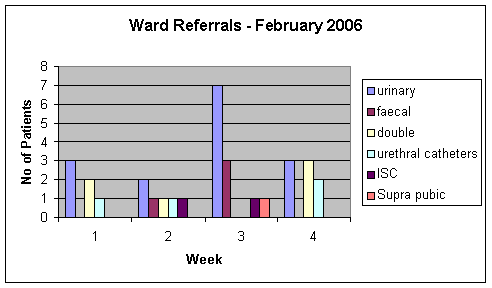 Ward Referrals - February 2006
No of Patients
8
7
6
5
4
3
2
1
0
1 2 3 4
Week
urinary
faecal
double
urethral catheters
ISC
Supra pubic